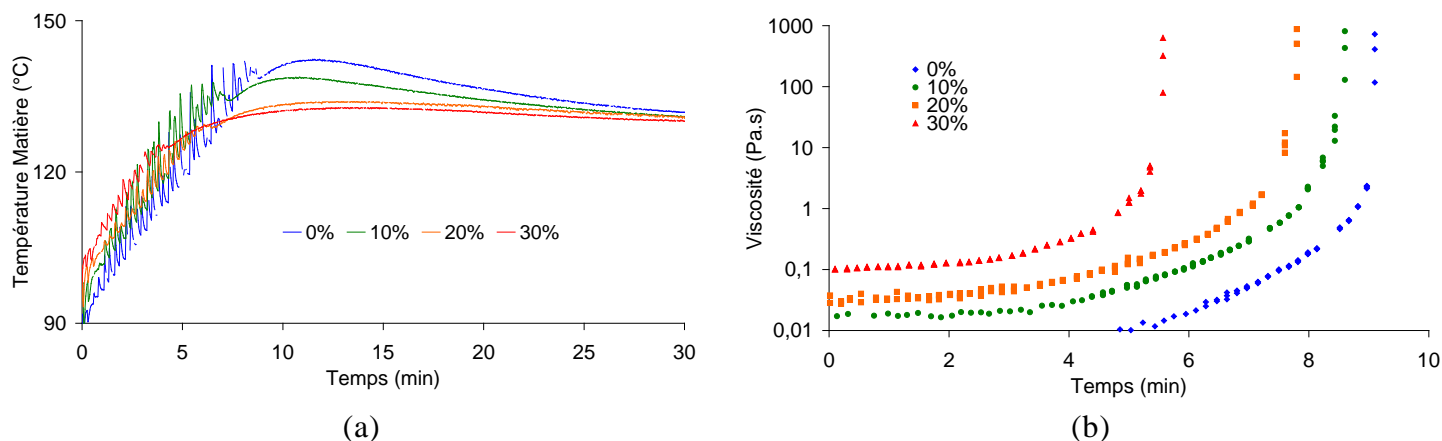 150
120
90
Température Matière (°C)
0 5 10 15 20 25 30
Temps (min)
0% 10% 20% 30%
(a)
1000
100
10
1
0,1
0,01
Viscosité (Pa.s)
0%
10%
20%
30%
0 2 4 6 8 10
Temps (min)
(b)